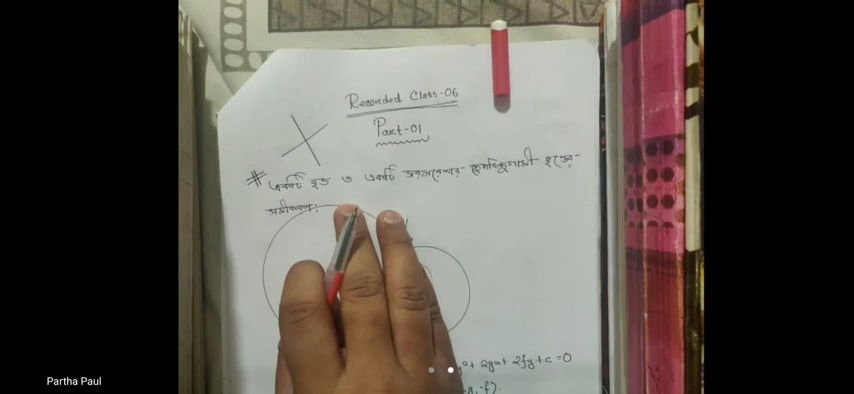 Recorded Class-06
Part-01
# একটি বৃত্ত ও একটি সরলরেখার ছেদবিন্দুগামী বৃত্তের
সমীকরণ:
+ 2gx + 2fy + c = 0
-g, -f)
Partha Paul